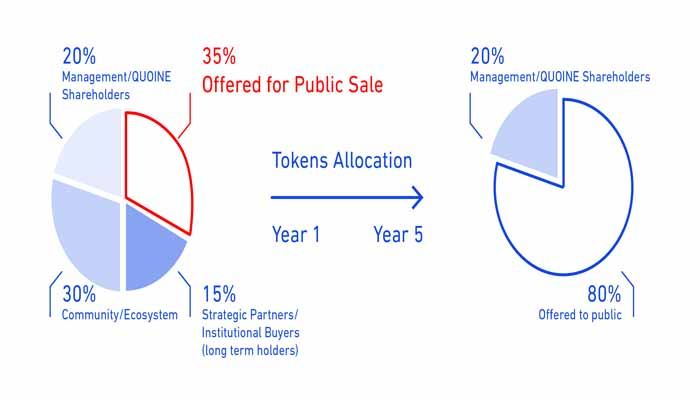 20%
Management/QUOINE
Shareholders
35%
Offered for Public Sale
30%
Community/Ecosystem
15%
Strategic Partners/
Institutional Buyers
(long term holders)
Tokens Allocation
Year 1
Year 5
20%
Management/QUOINE Shareholders
80%
Offered to public